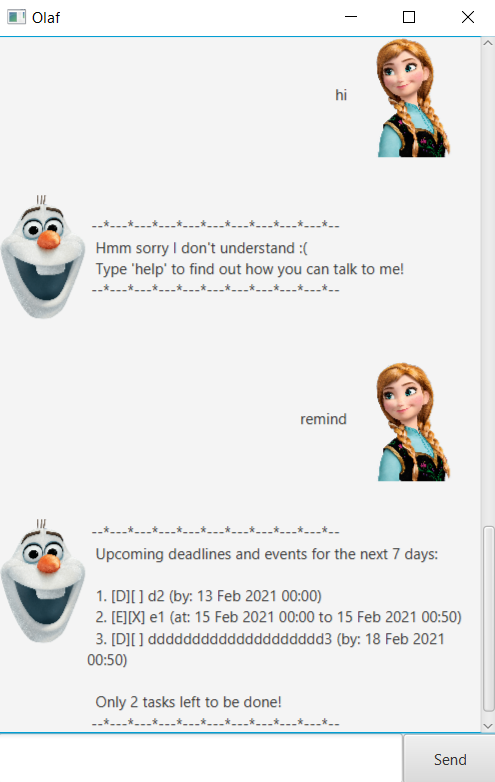 Olaf
hi
--*---*---*---*---*---*---*---*---*---*--
Hmm sorry I don't understand :(
Type 'help' to find out how you can talk to me!
--*---*---*---*---*---*---*---*---*---*--
remind
--*---*---*---*---*---*---*---*---*---*--
Upcoming deadlines and events for the next 7 days:
1. [D][ ] d2 (by: 13 Feb 2021 00:00)
2. [E][X] e1 (at: 15 Feb 2021 00:00 to 15 Feb 2021 00:50)
3. [D][ ] dddddddddddddddddddd3 (by: 18 Feb 2021
00:50)
Only 2 tasks left to be done!
--*---*---*---*---*---*---*---*---*---*--
Send